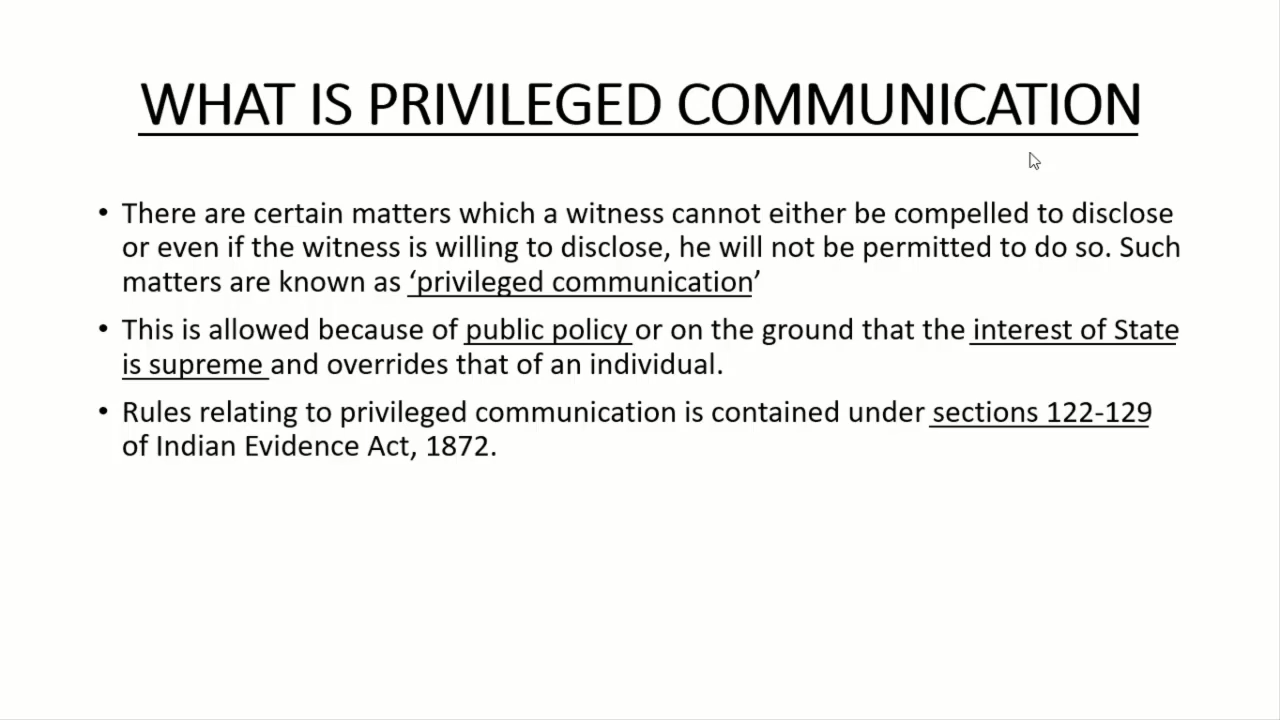 WHAT IS PRIVILEGED COMMUNICATION
• There are certain matters which a witness cannot either be compelled to disclose
or even if the witness is willing to disclose, he will not be permitted to do so. Such
matters are known as ‘privileged communication’
• This is allowed because of public policy or on the ground that the interest of State
is supreme and overrides that of an individual.
• Rules relating to privileged communication is contained under sections 122-129
of Indian Evidence Act, 1872.